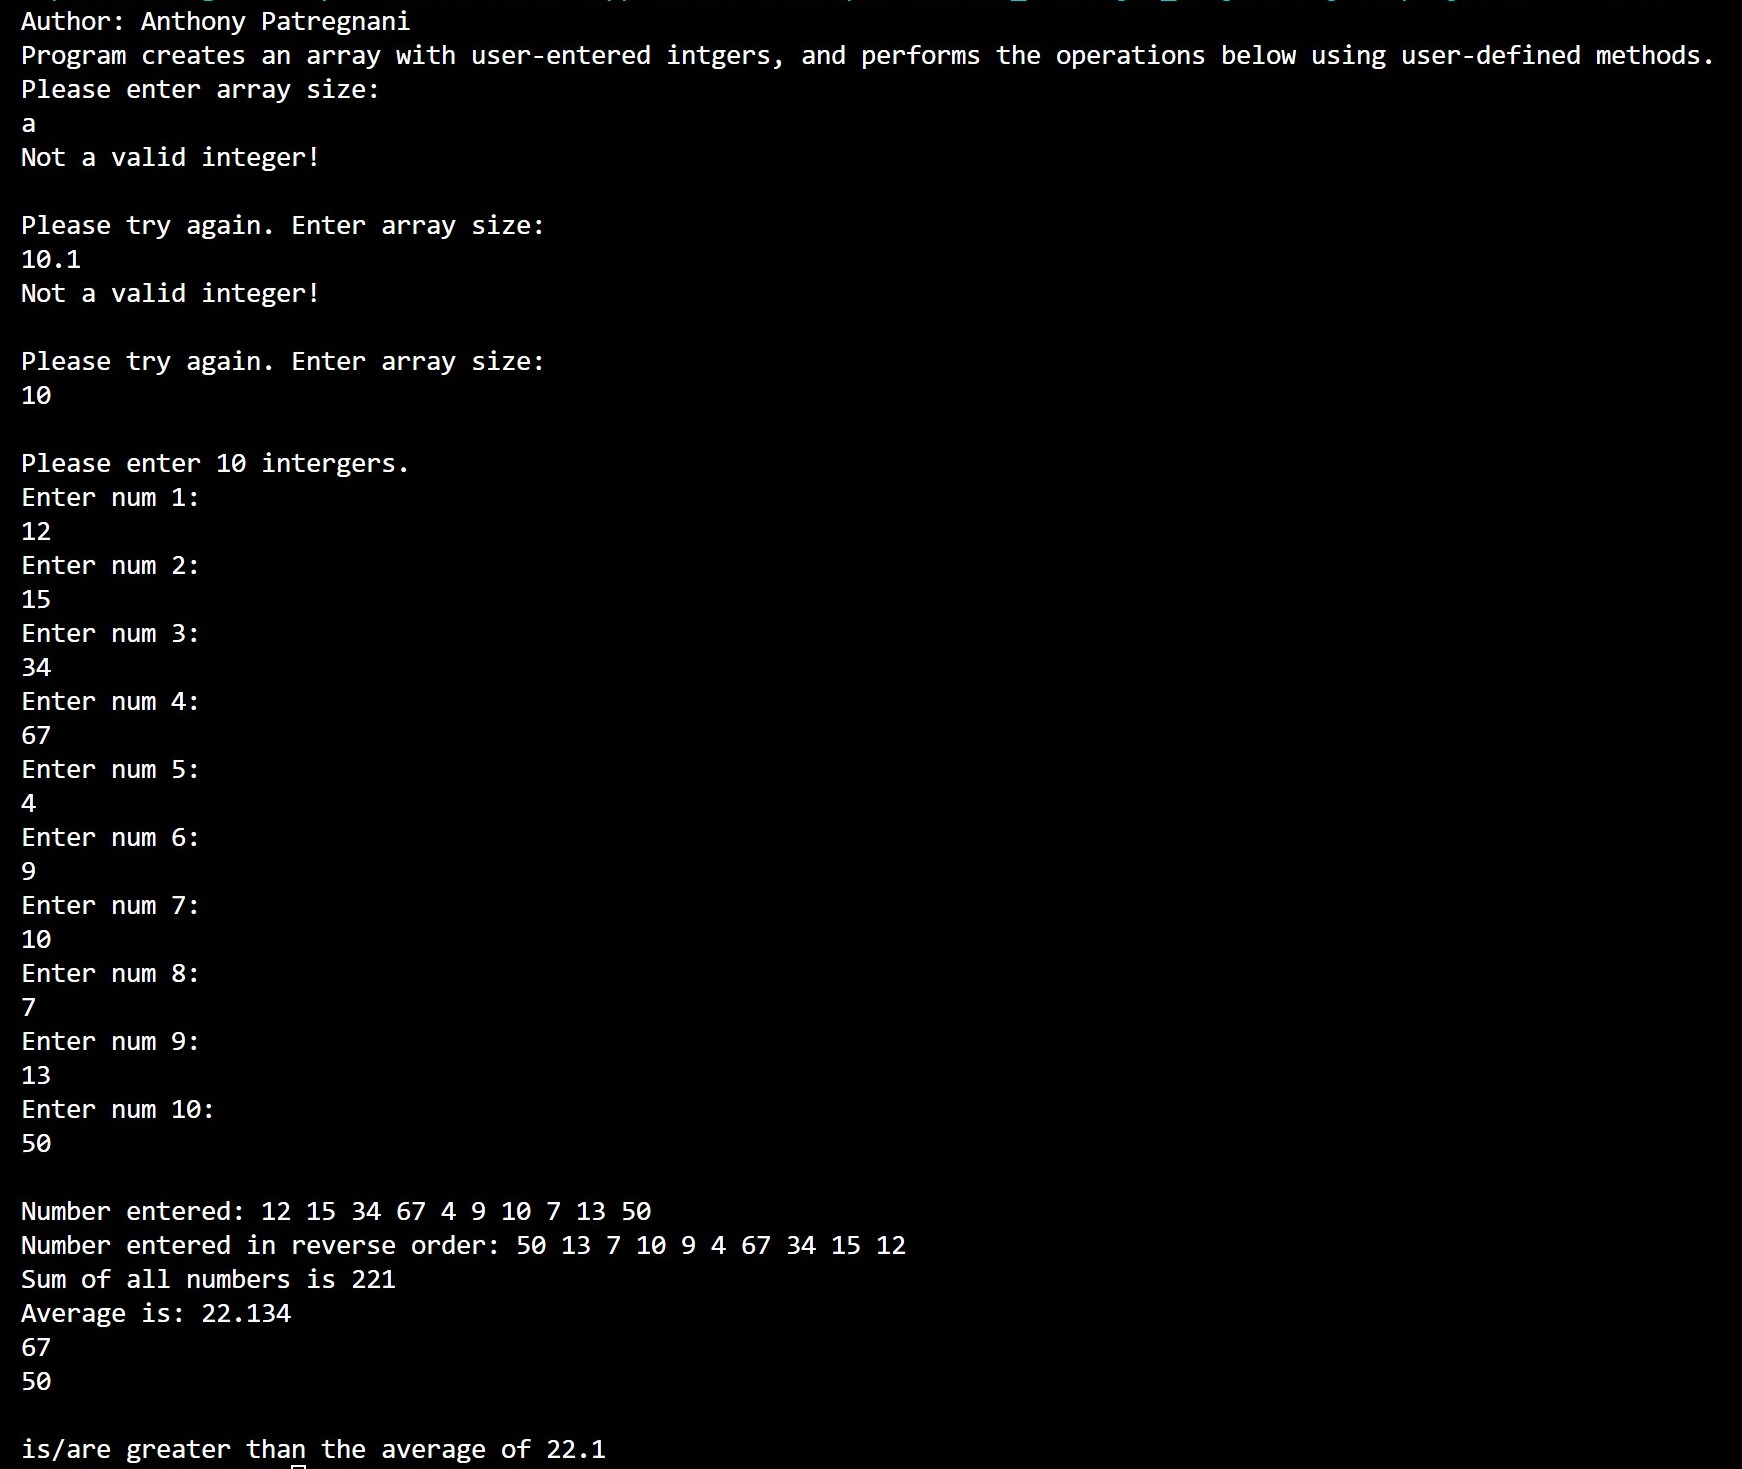 Author: Anthony Patregnani
Program creates an array with user-entered intgers, and performs the operations below using user-defined methods.
Please enter array size:
a
Not a valid integer!
Please try again. Enter array size:
10.1
Not a valid integer!
Please try again. Enter array size:
10
Please enter 10 intergers.
Enter num 1:
12
Enter num 2:
15
Enter num 3:
34
Enter num 4:
67
Enter num 5:
4
Enter num 6:
9
Enter num 7:
10
Enter num 8:
7
Enter num 9:
13
Enter num 10:
50
Number entered: 12 15 34 67 4 9 10 7 13 50
Number entered in reverse order: 50 13 7 10 9 4 67 34 15 12
Sum of all numbers is 221
Average is: 22.134
67
50
is/are greater than the average of 22.1